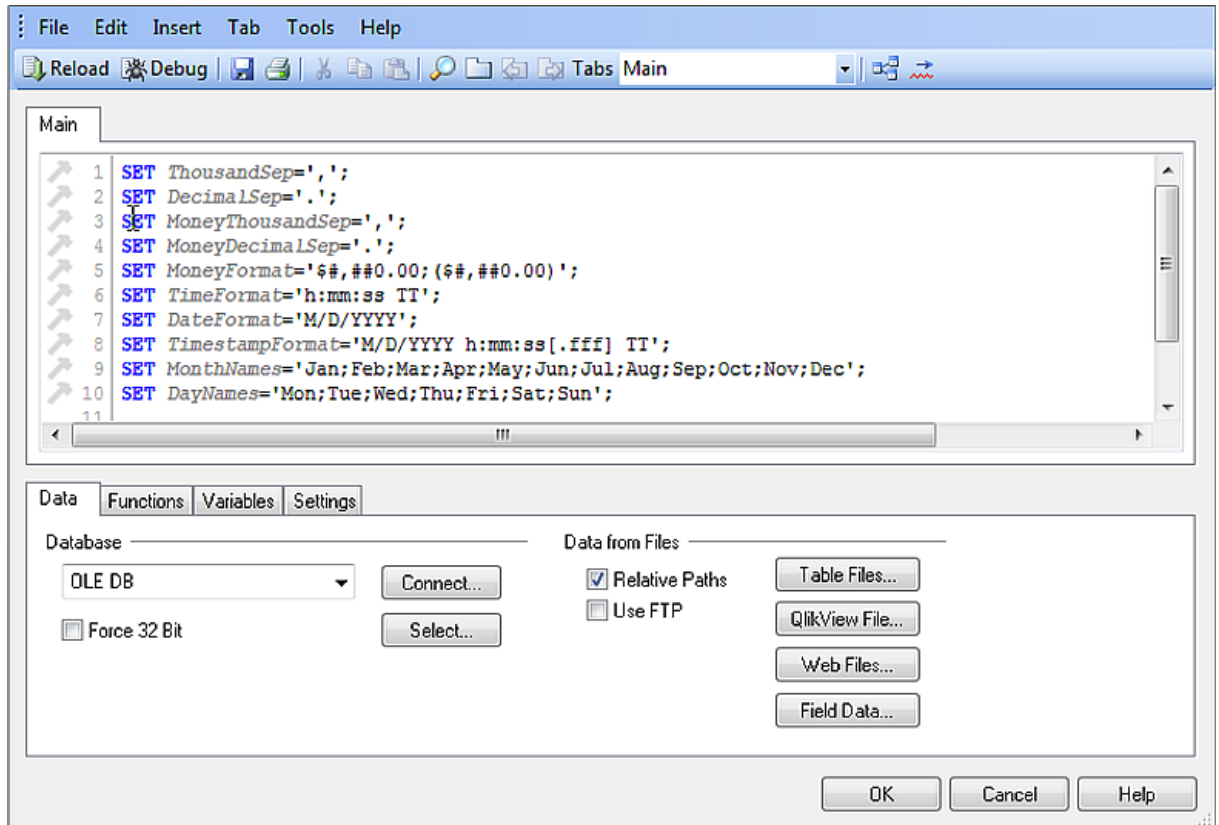 File Edit Insert Tab Tools Help
Reload Debug Tabs Main
Main
1 SET ThousandSep=',';
2 SET DecimalSep='.';
3 SET MoneyThousandSep=',';
4 SET MoneyDecimalSep='.';
5 SET MoneyFormat='$#,##0.00;($#,##0.00)';
6 SET TimeFormat='h:mm:ss TT';
7 SET DateFormat='M/D/YYYY';
8 SET TimestampFormat='M/D/YYYY h:mm:ss[.fff] TT';
9 SET MonthNames='Jan;Feb;Mar;Apr;May;Jun;Jul;Aug;Sep;Oct;Nov;Dec';
10 SET DayNames='Mon;Tue;Wed;Thu;Fri;Sat;Sun';
11
Data Functions Variables Settings
Database Data from Files
OLE DB Connect... Relative Paths Table Files...
Force 32 Bit Select... Use FTP QlikView File...
Web Files...
Field Data...
OK Cancel Help